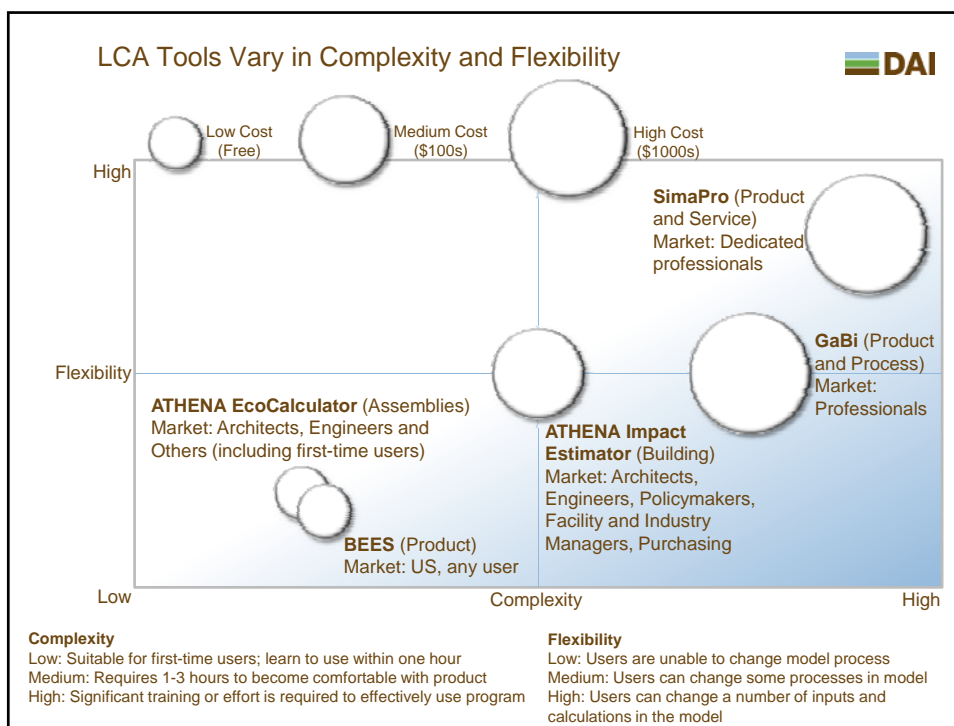 LCA Tools Vary in Complexity and Flexibility
DAI
Low Cost
(Free)
Medium Cost
($100s)
High Cost
($1000s)
High
SimaPro (Product
and Service)
Market: Dedicated
professionals
GaBi (Product
and Process)
Market:
Professionals
Flexibility
ATHENA EcoCalculator (Assemblies)
Market: Architects, Engineers and
Others (including first-time users)
ATHENA Impact
Estimator (Building)
Market: Architects,
Engineers, Policymakers,
Facility and Industry
Managers, Purchasing
BEES (Product)
Market: US, any user
Low
Complexity
High
Complexity
Low: Suitable for first-time users; learn to use within one hour
Medium: Requires 1-3 hours to become comfortable with product
High: Significant training or effort is required to effectively use program
Flexibility
Low: Users are unable to change model process
Medium: Users can change some processes in model
High: Users can change a number of inputs and
calculations in the model